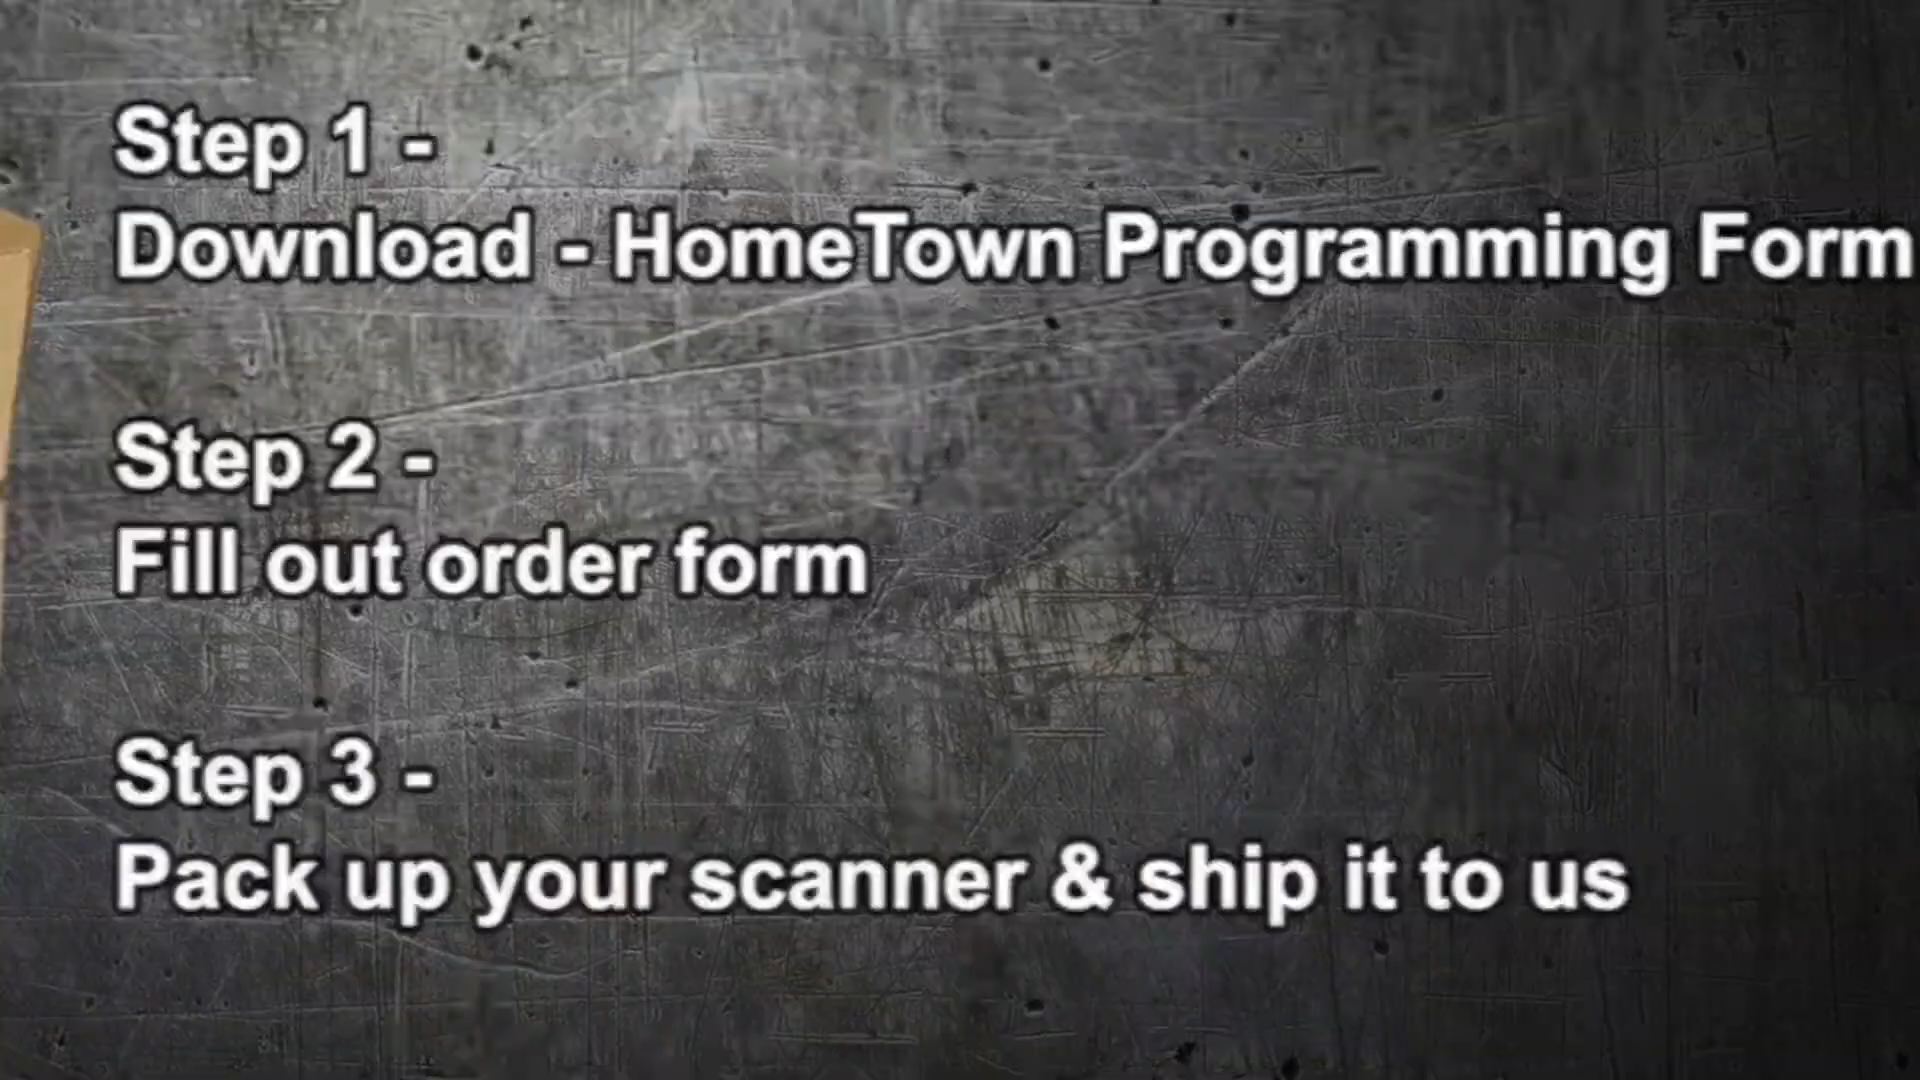 Step 1 -
Download - HomeTown Programming Form
Step 2 -
Fill out order form
Step 3 -
Pack up your scanner & ship it to us